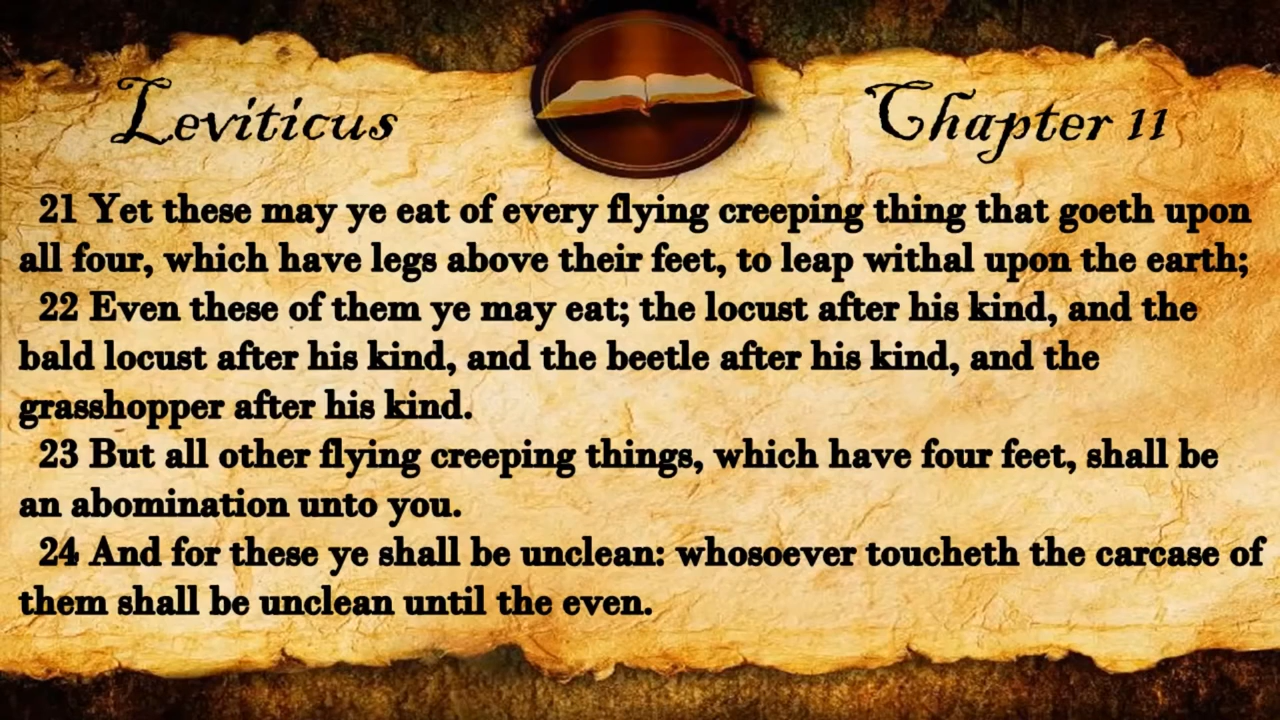 Leviticus Chapter 11
21 Yet these may ye eat of every flying creeping thing that goeth upon
all four, which have legs above their feet, to leap withal upon the earth;
22 Even these of them ye may eat; the locust after his kind, and the
bald locust after his kind, and the beetle after his kind, and the
grasshopper after his kind.
23 But all other flying creeping things, which have four feet, shall be
an abomination unto you.
24 And for these ye shall be unclean: whosoever toucheth the carcase of
them shall be unclean until the even.